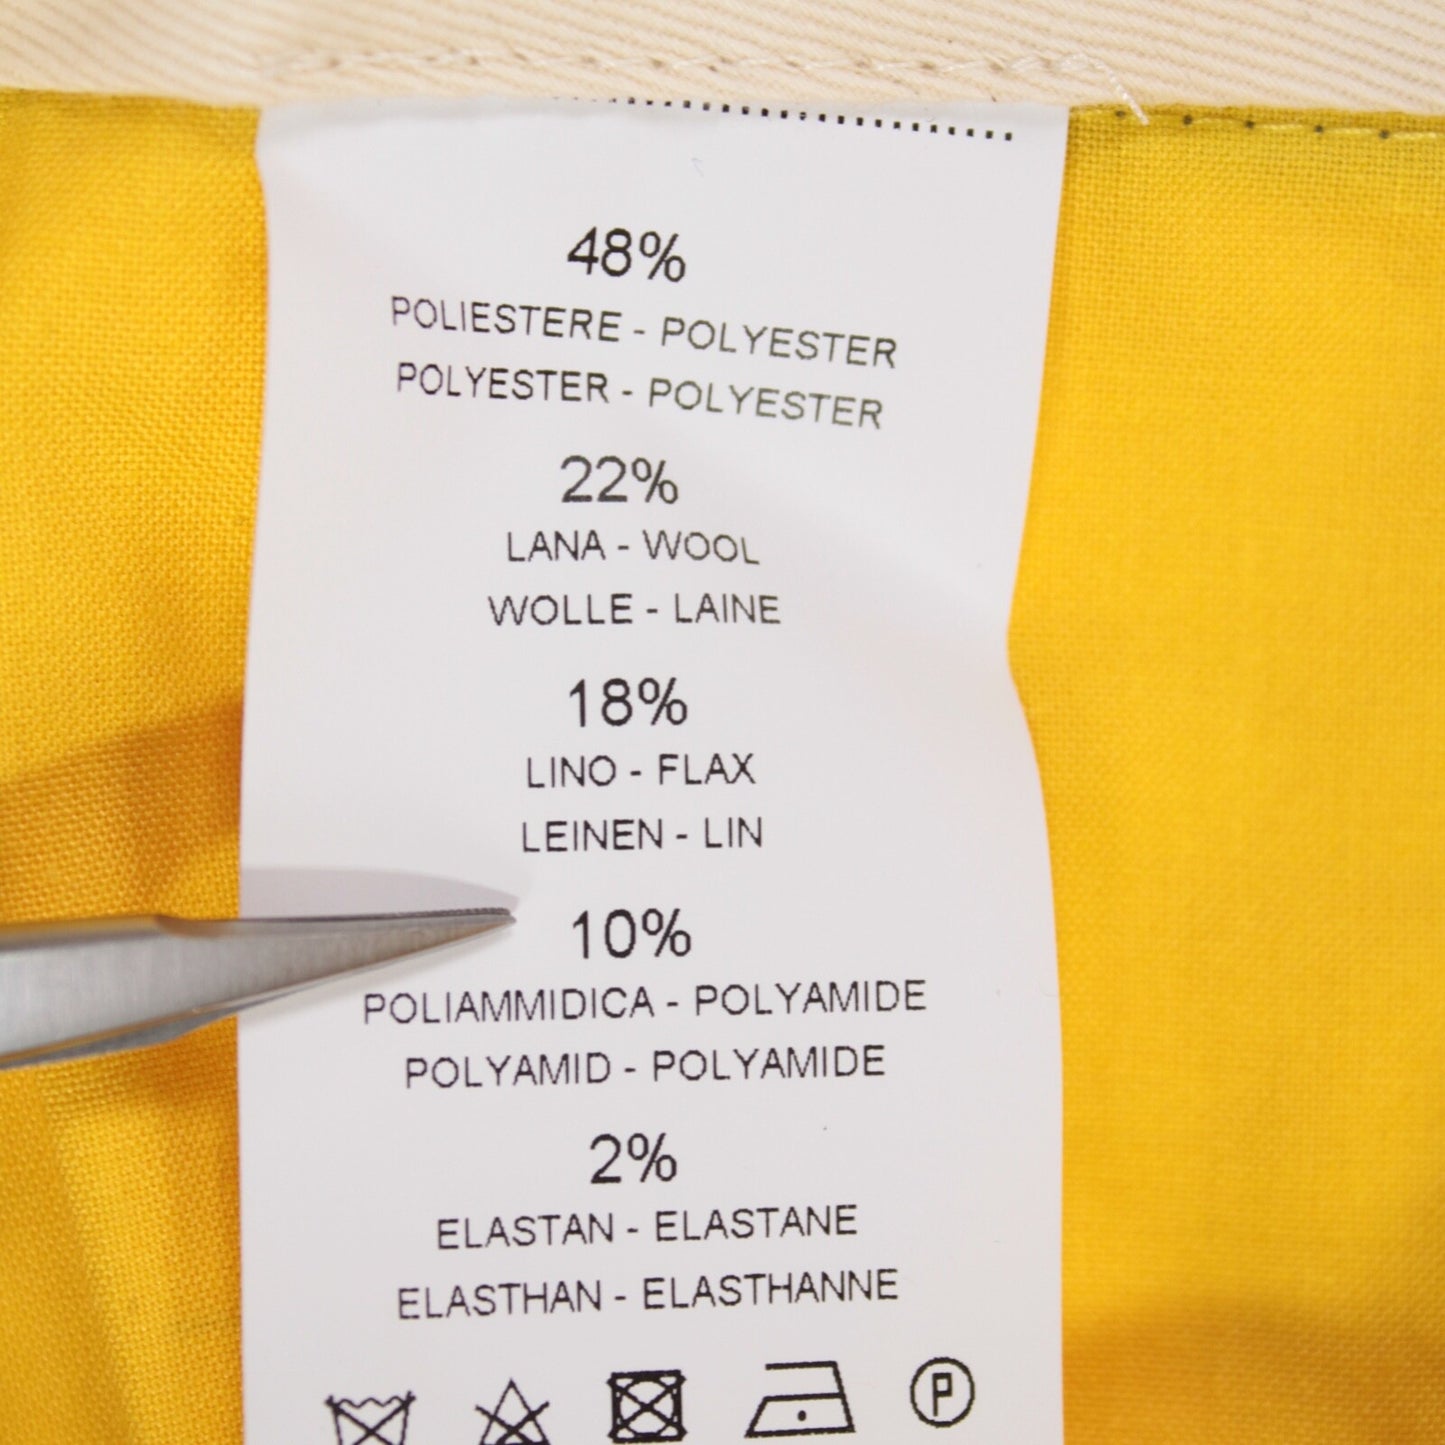 48%
POLIESTERE - POLYESTER
POLYESTER - POLYESTER
22%
LANA - WOOL
WOLLE - LAINE
18%
LINO - FLAX
LEINEN - LIN
10%
POLIAMMIDICA - POLYAMIDE
POLYAMID - POLYAMIDE
2%
ELASTAN - ELASTANE
ELASTHAN - ELASTHANNE
P